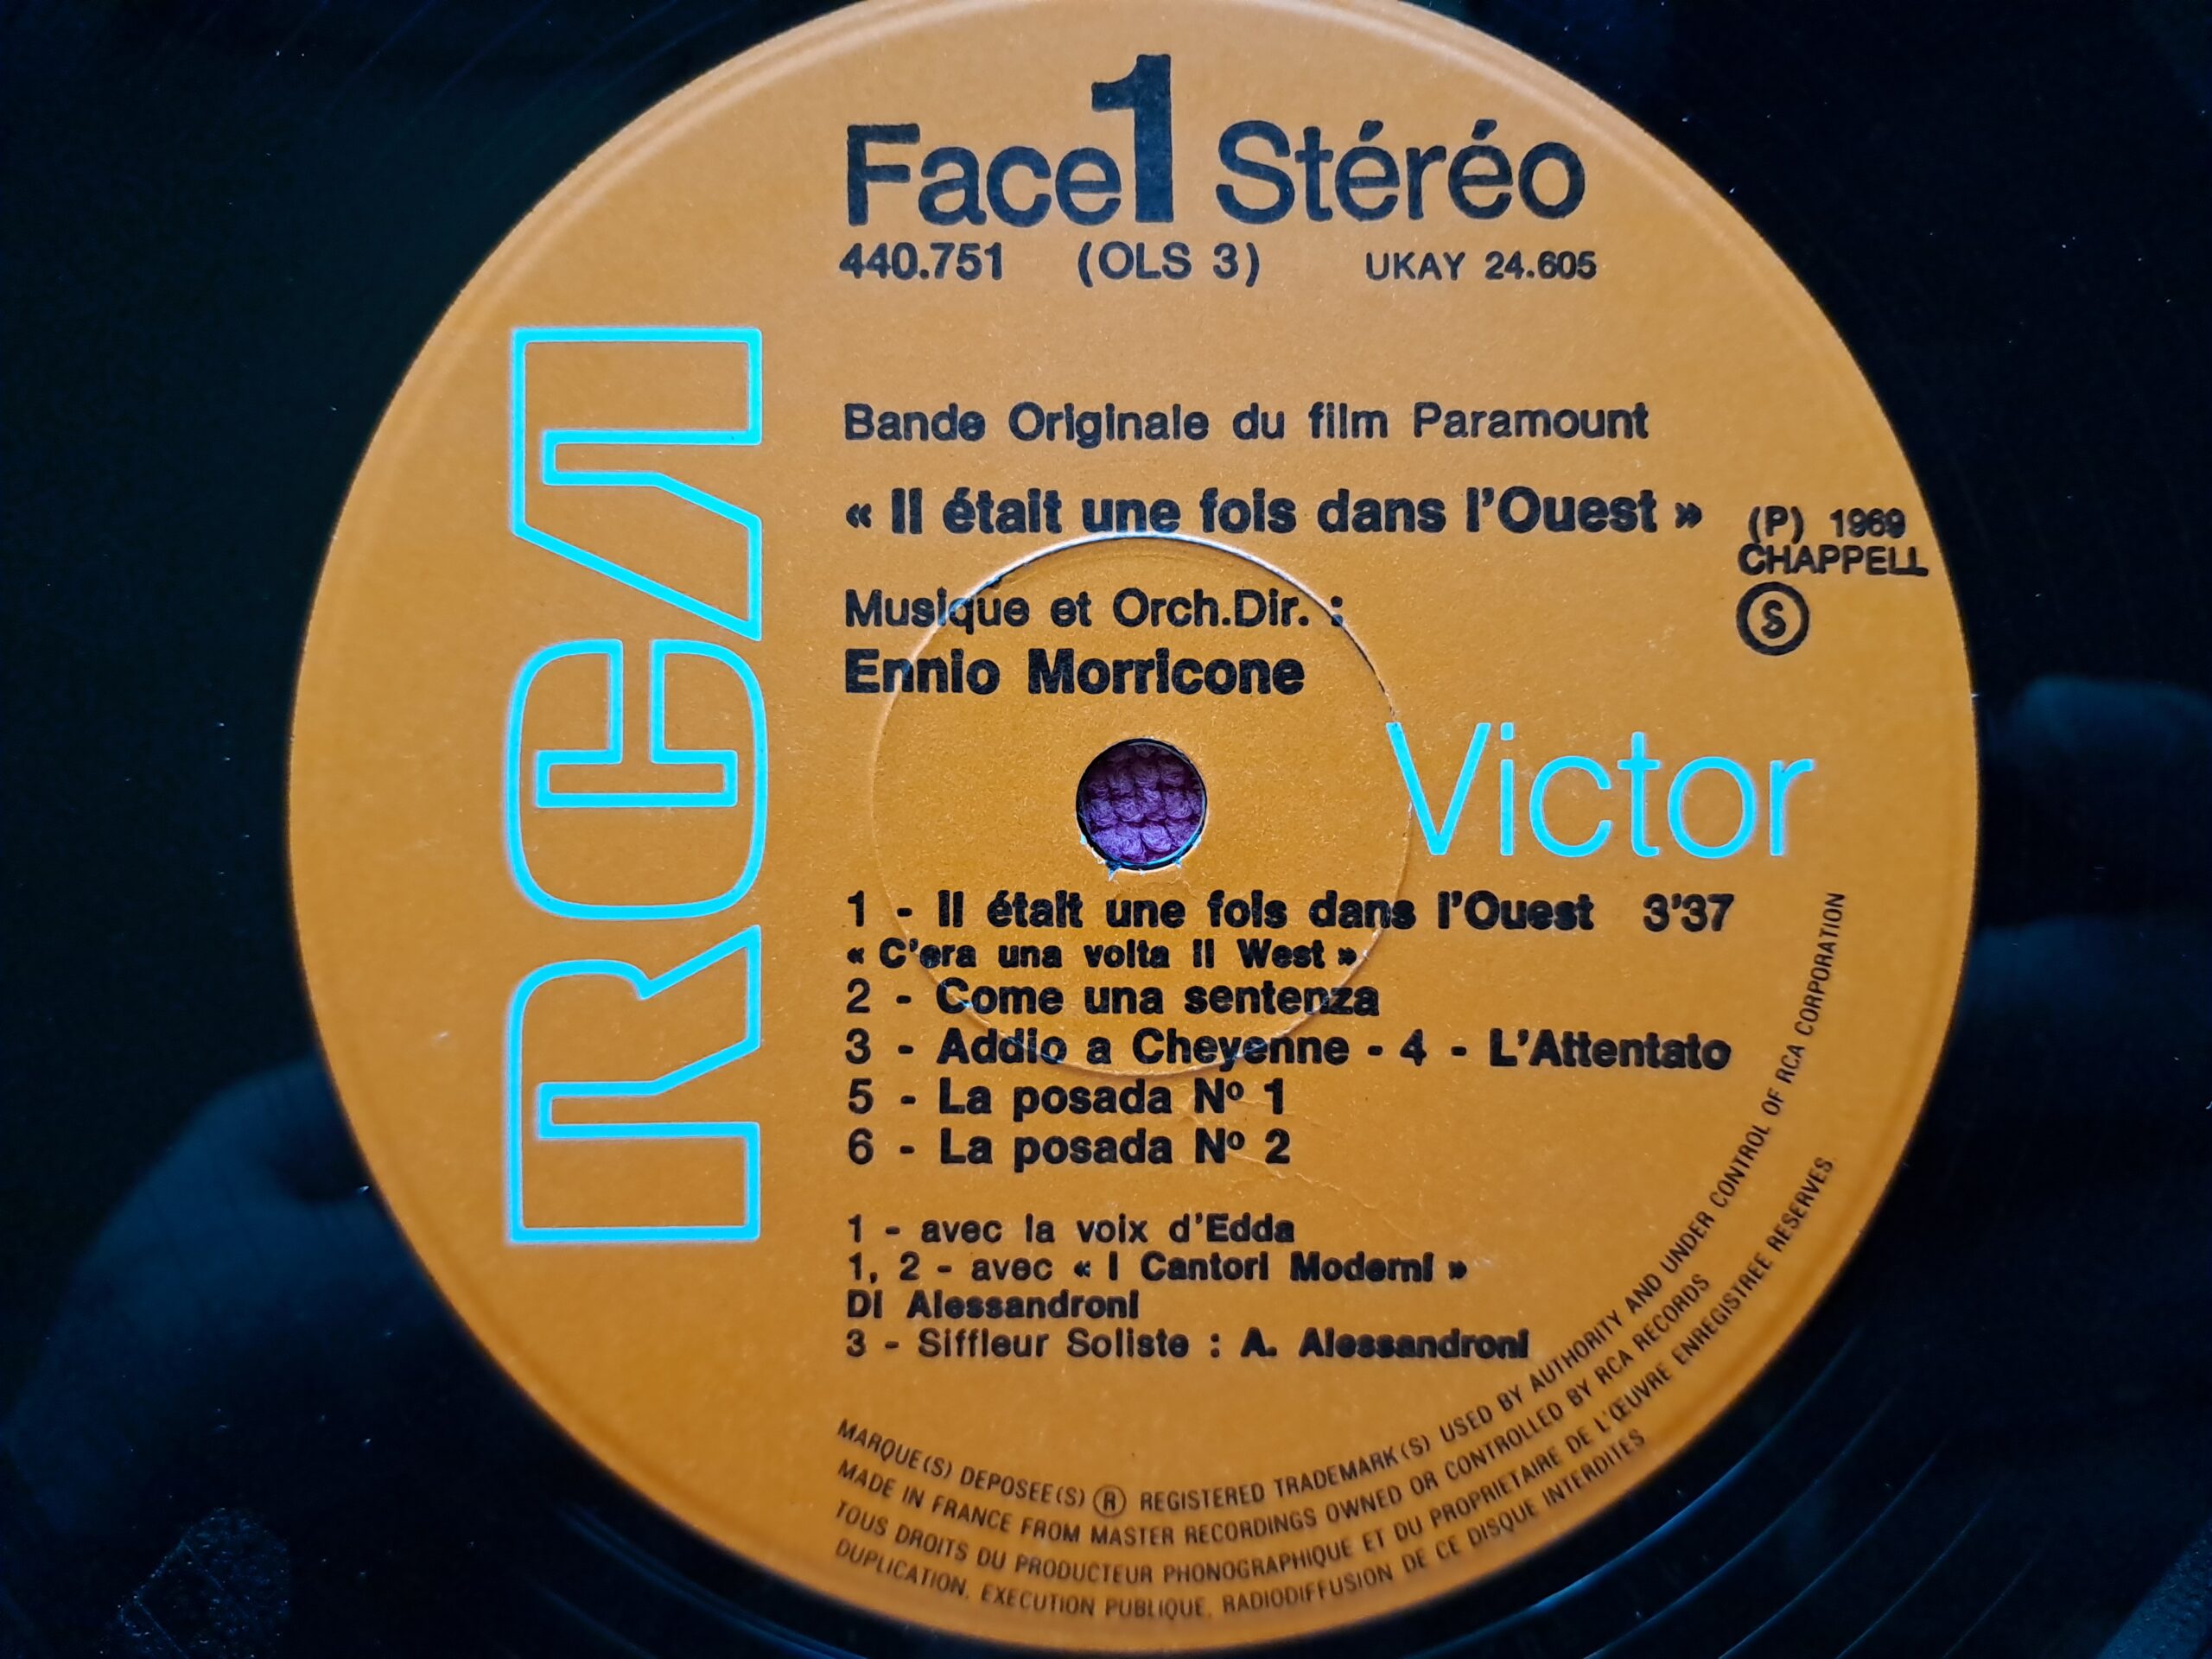 Face 1 Stéréo
440.751 (OLS 3) UKAY 24.605
Bande Originale du film Paramount
« Il était une fois dans l'Ouest »
(P) 1969
CHAPPELL
S
Musique et Orch.Dir. :
Ennio Morricone
RCA
Victor
1 - Il était une fois dans l'Ouest 3'37
« C'era una volta Il West »
2 - Come una sentenza
3 - Addio a Cheyenne - 4 - L'Attentato
5 - La posada Nº 1
6 - La posada Nº 2
1 - avec la voix d'Edda
1, 2 - avec « I Cantori Moderni »
Di Alessandroni
3 - Siffleur Soliste : A. Alessandroni
MARQUE(S) DEPOSEE(S) ® REGISTERED TRADEMARK(S) USED BY AUTHORITY AND UNDER CONTROL OF RCA CORPORATION
MADE IN FRANCE FROM MASTER RECORDINGS OWNED OR CONTROLLED BY RCA RECORDS
TOUS DROITS DU PRODUCTEUR PHONOGRAPHIQUE ET DU PROPRIETAIRE DE L'ŒUVRE ENREGISTREE RESERVES.
DUPLICATION, EXECUTION PUBLIQUE, RADIODIFFUSION DE CE DISQUE INTERDITES